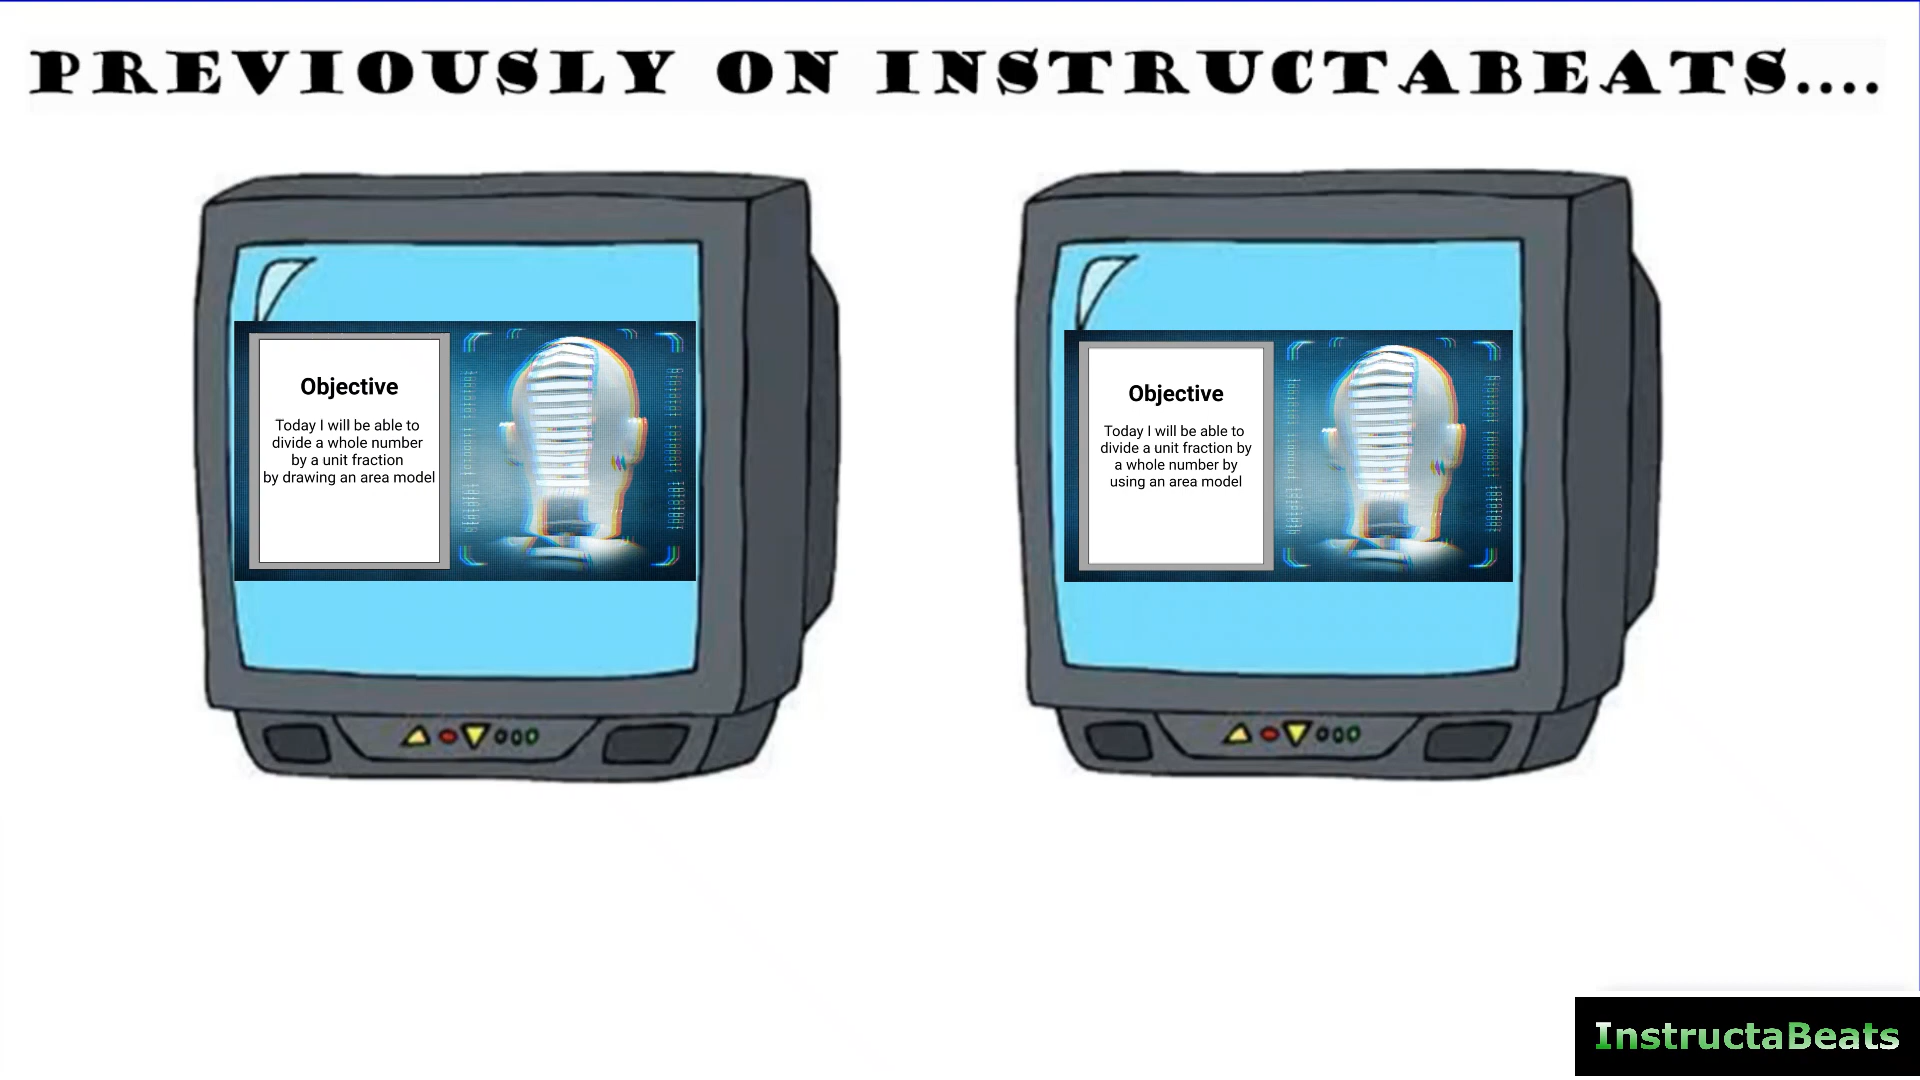 PREVIOUSLY ON INSTRUCTABEATS....
Objective
Today I will be able to
divide a whole number
by a unit fraction
by drawing an area model
Objective
Today I will be able to
divide a unit fraction by
a whole number by
using an area model
InstructaBeats